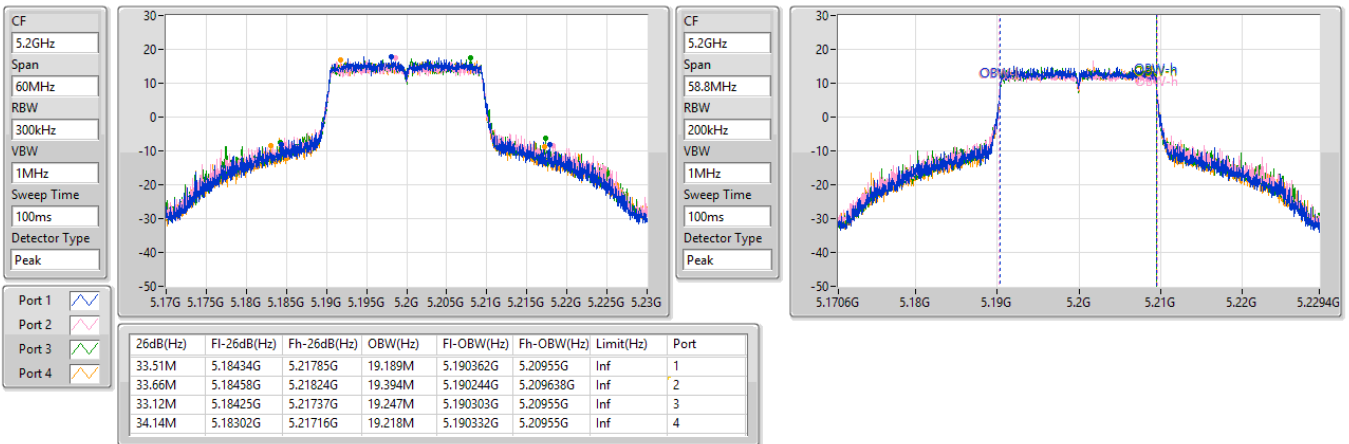 CF
5.2GHz
Span
60MHz
RBW
300kHz
VBW
1MHz
Sweep Time
100ms
Detector Type
Peak
30
20
10
0
-10
-20
-30
-40
-50
5.17G 5.175G 5.18G 5.185G 5.19G 5.195G 5.2G 5.205G 5.21G 5.215G 5.22G 5.225G 5.23G
CF
5.2GHz
Span
58.8MHz
RBW
200kHz
VBW
1MHz
Sweep Time
100ms
Detector Type
Peak
30
20
10
0
-10
-20
-30
-40
-50
OBW-h
OBW-h
5.1706G 5.18G 5.19G 5.2G 5.21G 5.22G 5.2294G
Port 1
Port 2
Port 3
Port 4
26dB(Hz) Fl-26dB(Hz) Fh-26dB(Hz) OBW(Hz) Fl-OBW(Hz) Fh-OBW(Hz) Limit(Hz) Port
33.51M 5.18434G 5.21785G 19.189M 5.190362G 5.20955G Inf 1
33.66M 5.18458G 5.21824G 19.394M 5.190244G 5.209638G Inf 2
33.12M 5.18425G 5.21737G 19.247M 5.190303G 5.20955G Inf 3
34.14M 5.18302G 5.21716G 19.218M 5.190332G 5.20955G Inf 4